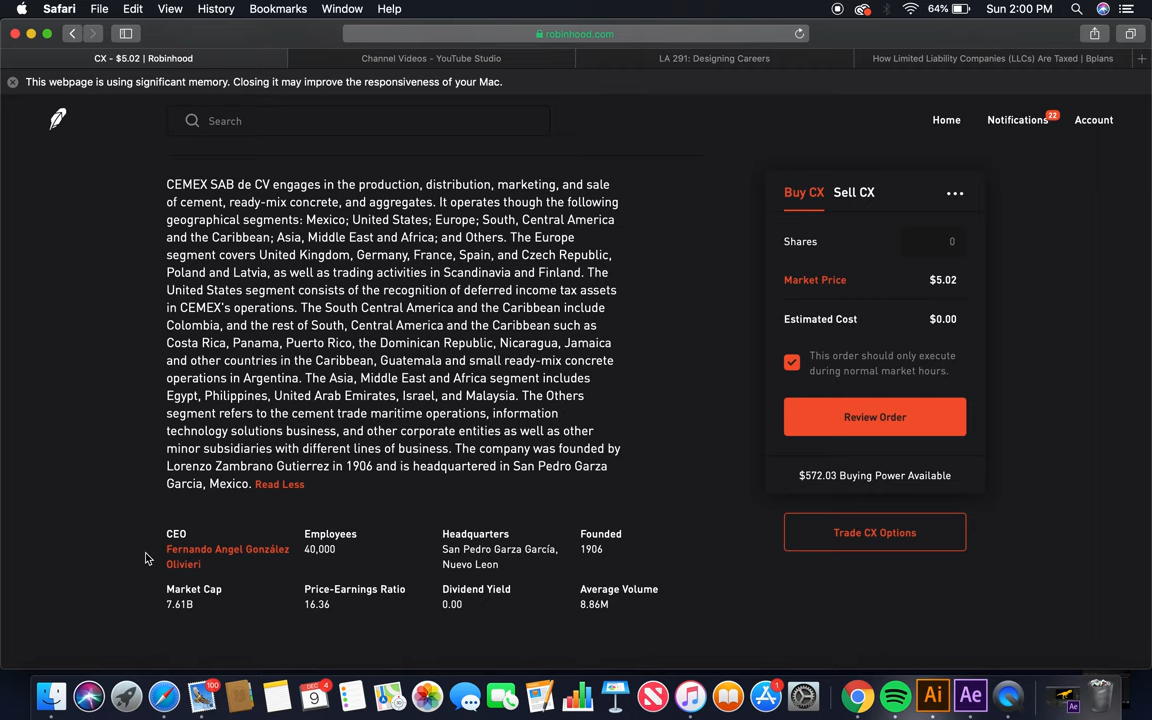 Safari File Edit View History Bookmarks Window Help 64% Sun 2:00 PM
robinhood.com
CX - $5.02 | Robinhood Channel Videos - YouTube Studio LA 291: Designing Careers How Limited Liability Companies (LLCs) Are Taxed | Bplans
This webpage is using significant memory. Closing it may improve the responsiveness of your Mac.
Search
Home Notifications 22 Account
CEMEX SAB de CV engages in the production, distribution, marketing, and sale
of cement, ready-mix concrete, and aggregates. It operates though the following
geographical segments: Mexico; United States; Europe; South, Central America
and the Caribbean; Asia, Middle East and Africa; and Others. The Europe
segment covers United Kingdom, Germany, France, Spain, and Czech Republic,
Poland and Latvia, as well as trading activities in Scandinavia and Finland. The
United States segment consists of the recognition of deferred income tax assets
in CEMEX's operations. The South Central America and the Caribbean include
Colombia, and the rest of South, Central America and the Caribbean such as
Costa Rica, Panama, Puerto Rico, the Dominican Republic, Nicaragua, Jamaica
and other countries in the Caribbean, Guatemala and small ready-mix concrete
operations in Argentina. The Asia, Middle East and Africa segment includes
Egypt, Philippines, United Arab Emirates, Israel, and Malaysia. The Others
segment refers to the cement trade maritime operations, information
technology solutions business, and other corporate entities as well as other
minor subsidiaries with different lines of business. The company was founded by
Lorenzo Zambrano Gutierrez in 1906 and is headquartered in San Pedro Garza
Garcia, Mexico. Read Less
CEO Employees Headquarters Founded
Fernando Angel González 40,000 San Pedro Garza García, 1906
Olivieri Nuevo Leon
Market Cap Price-Earnings Ratio Dividend Yield Average Volume
7.61B 16.36 0.00 8.86M
Buy CX Sell CX
Shares 0
Market Price $5.02
Estimated Cost $0.00
This order should only execute
during normal market hours.
Review Order
$572.03 Buying Power Available
Trade CX Options
100 DEC 9 4 Ai Ae Ae